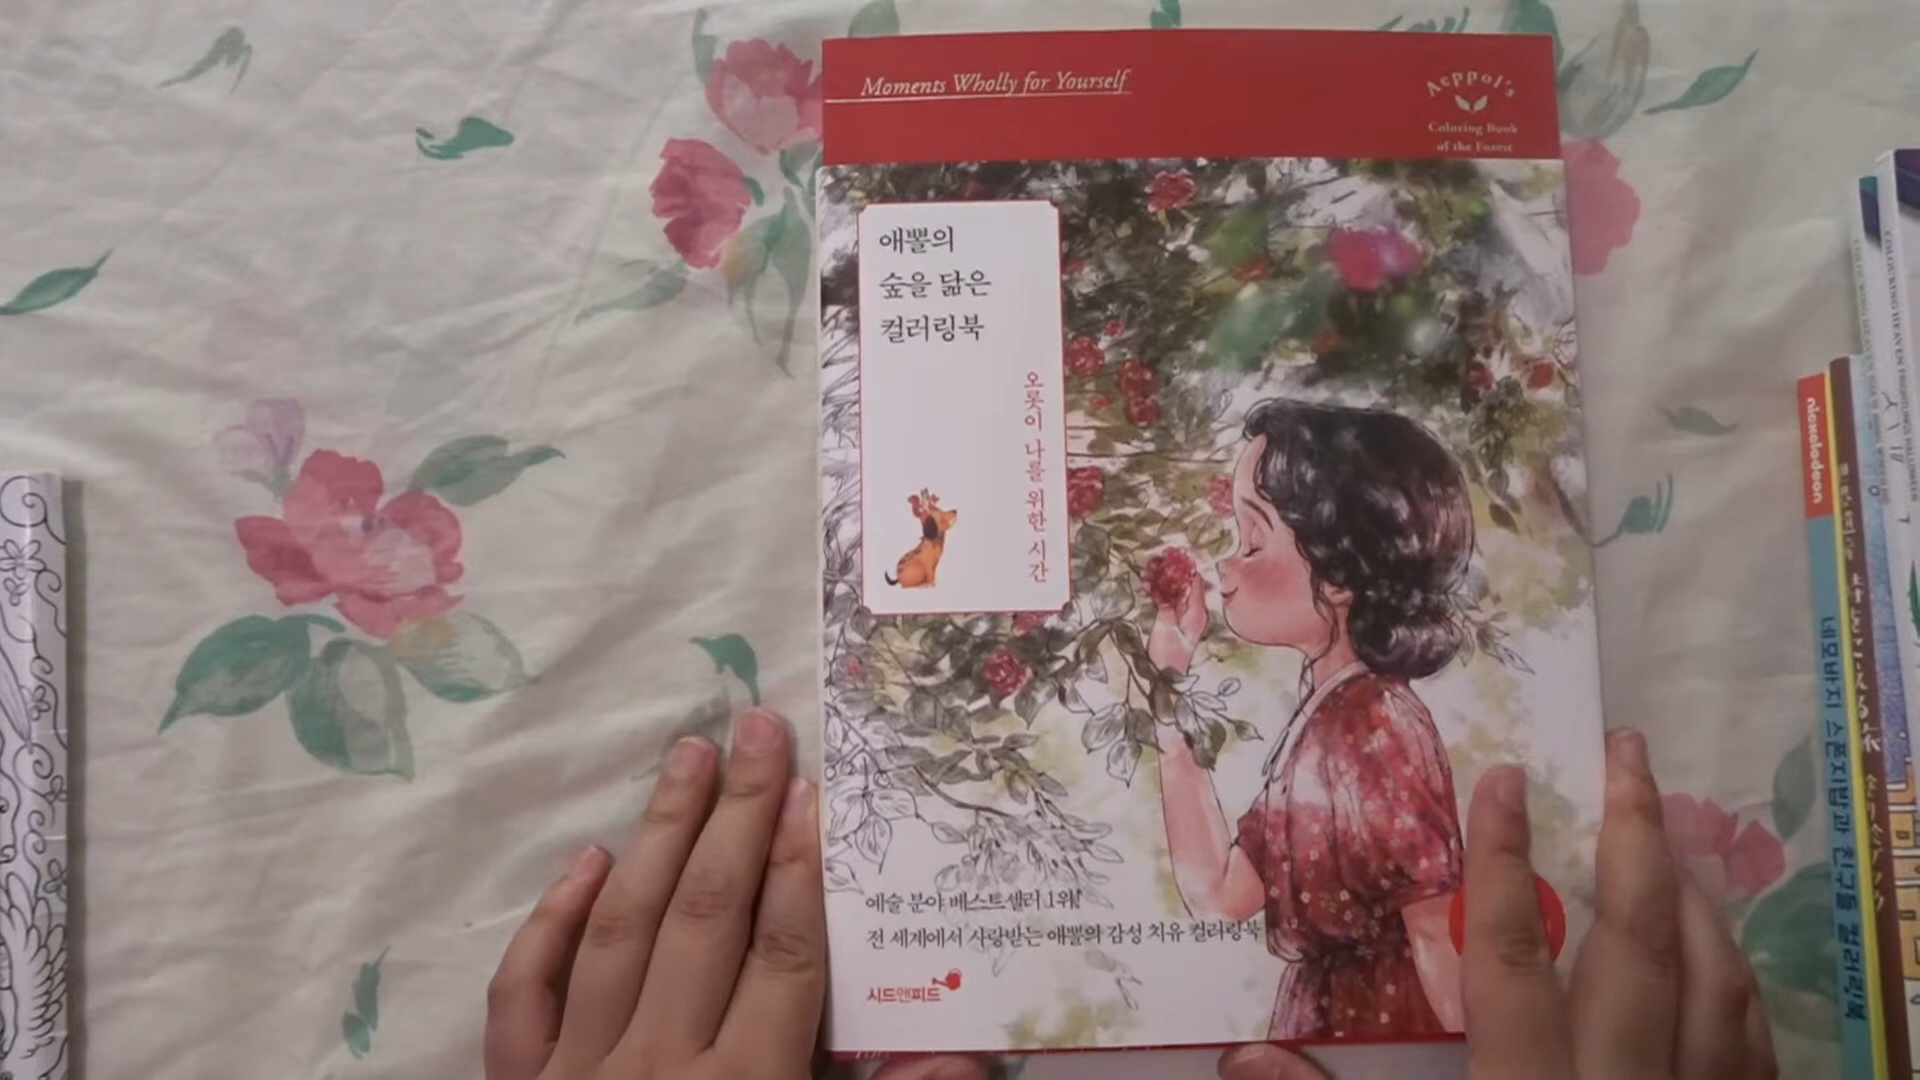 Moments Wholly for Yourself
Aeppol's
Coloring Book
of the Forest
애뽈의
숲을 닮은
컬러링북
오롯이 나를 위한 시간
예술 분야 베스트셀러 1위!
전 세계에서 사랑받는 애뽈의 감성 치유 컬러링북
시드앤피드
nickelodeon
네모바지 스폰지밥과 친구들 컬러링북